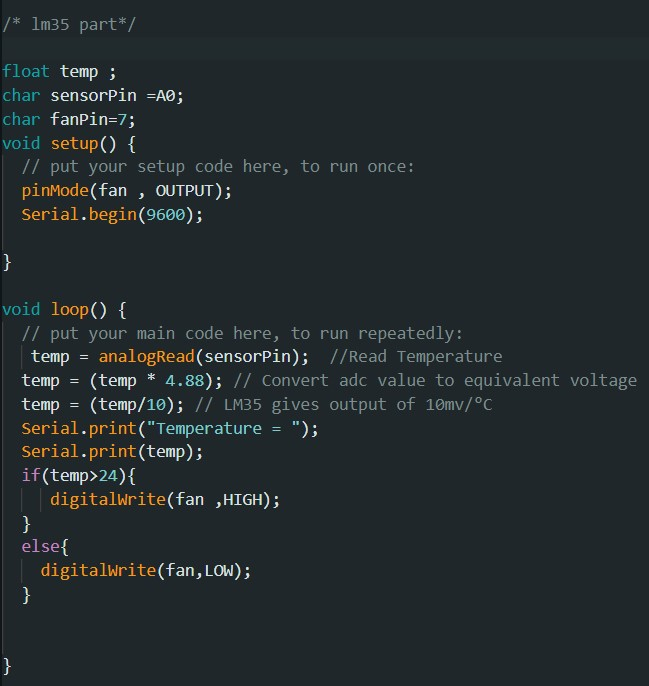 /* lm35 part*/
float temp ;
char sensorPin =A0;
char fanPin=7;
void setup() {
// put your setup code here, to run once:
pinMode(fan , OUTPUT);
Serial.begin(9600);
}
void loop() {
// put your main code here, to run repeatedly:
temp = analogRead(sensorPin);  //Read Temperature
temp = (temp * 4.88); // Convert adc value to equivalent voltage
temp = (temp/10); // LM35 gives output of 10mv/°C
Serial.print("Temperature = ");
Serial.print(temp);
if(temp>24){
digitalWrite(fan ,HIGH);
}
else{
digitalWrite(fan,LOW);
}
}